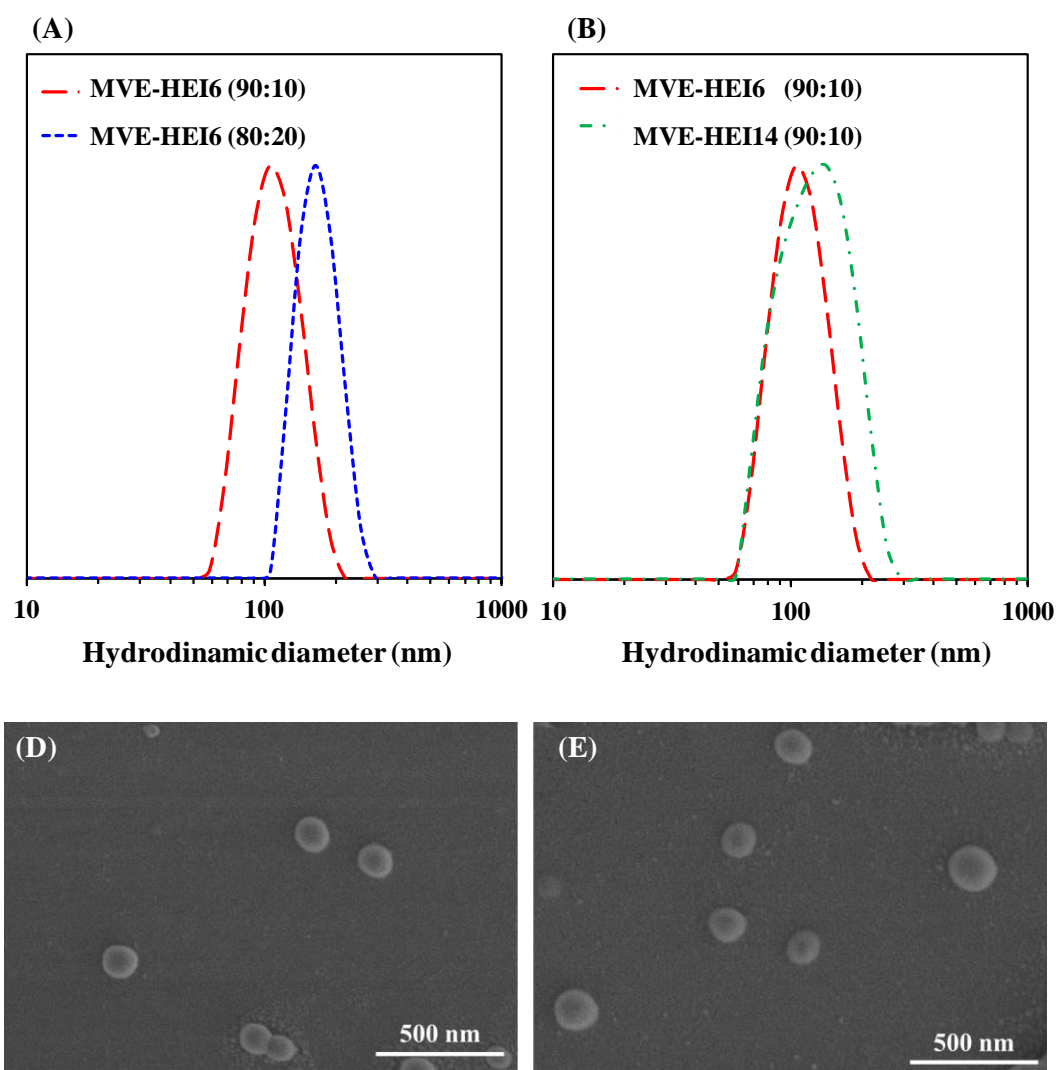 (A)
MVE-HEI6 (90:10)
MVE-HEI6 (80:20)
10 100 1000
Hydrodinamic diameter (nm)
(B)
MVE-HEI6 (90:10)
MVE-HEI14 (90:10)
10 100 1000
Hydrodinamic diameter (nm)
(D)
500 nm
(E)
500 nm